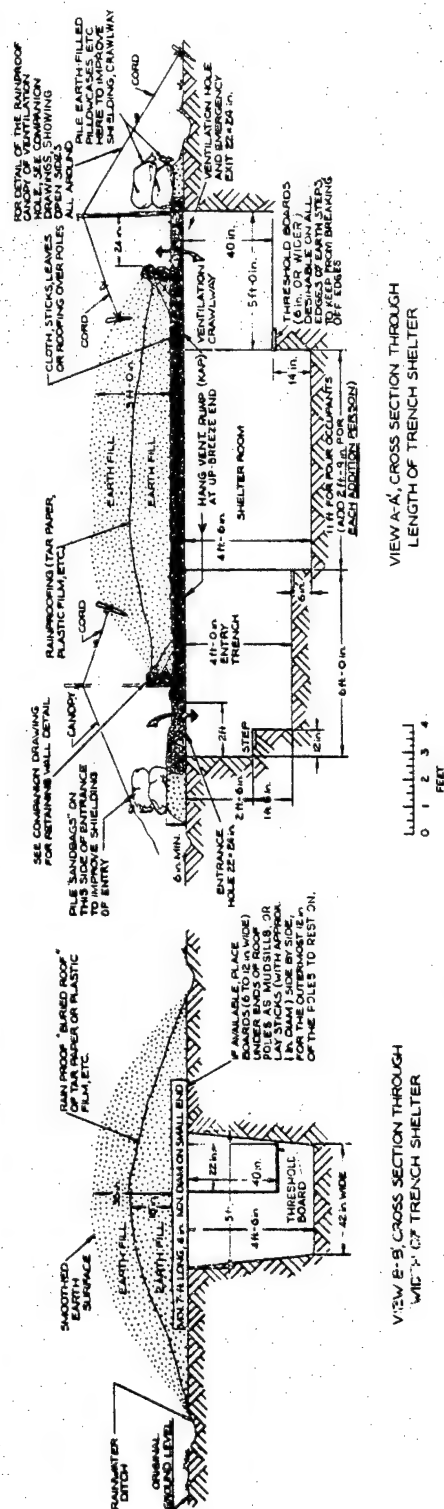 RAINWATER
DITCH
ORIGINAL
GROUND LEVEL
SMOOTHED
EARTH
SURFACE
RAIN PROOF "BURIED ROOF"
OF TAR PAPER OR PLASTIC
FILM, ETC.
EARTH FILL
EARTH FILL
MIN. DIAM ON SMALL END
IF AVAILABLE, PLACE
BOARDS (6 TO 12 in WIDE)
UNDER ENDS OF ROOF
POLES AS MUDSILLS, OR
LAY STICKS (WITH APPROX.
1 in. DIAM) SIDE BY SIDE,
FOR THE OUTERMOST 12 in
OF THE POLES TO REST ON.
5 ft
22 in
40 in.
4 ft-6 in
THRESHOLD
BOARD
42 in WIDE
VIEW B-B', CROSS SECTION THROUGH
WIDTH OF TRENCH SHELTER
SEE COMPANION DRAWING
FOR RETAINING WALL DETAIL
PILE "SANDBAGS" ON
THIS SIDE OF ENTRANCE
TO IMPROVE SHIELDING
OF ENTRY
CANOPY
CORD
RAINPROOFING (TAR PAPER,
PLASTIC FILM, ETC.)
EARTH FILL
3 ft-0 in
EARTH FILL
CLOTH, STICKS, LEAVES
OR ROOFING OVER POLES
CORD
24 in
FOR DETAIL OF THE RAINPROOF
CANOPY OF VENTILATION
HOLE, SEE COMPANION
DRAWINGS, SHOWING
OPEN SIDES
ALL AROUND
PILE EARTH-FILLED
PILLOWCASES ETC
HERE TO IMPROVE
SHIELDING, CRAWLWAY
CORD
6 in MIN.
ENTRANCE
HOLE 22 x 24 in.
2 ft
STEP
2 ft-6 in
12 in
4 ft-0 in
ENTRY
TRENCH
6 ft-0 in
6 in
HANG VENT. PUMP (KAP)
AT UP-BREEZE END
4 ft-6 in
SHELTER ROOM
VENTILATION
CRAWLWAY
VENTILATION HOLE
AND EMERGENCY
EXIT 22 x 24 in.
40 in.
5 ft-0 in
14 in
THRESHOLD BOARDS
(6 in. OR WIDER)
DESIRABLE ON ALL
EDGES OF EARTH STEPS,
TO KEEP FROM BREAKING
OFF EDGES
11 ft FOR FOUR OCCUPANTS
(ADD 2 ft-9 in FOR
EACH ADDITION PERSON)
0 1 2 3 4
FEET
VIEW A-A', CROSS SECTION THROUGH
LENGTH OF TRENCH SHELTER